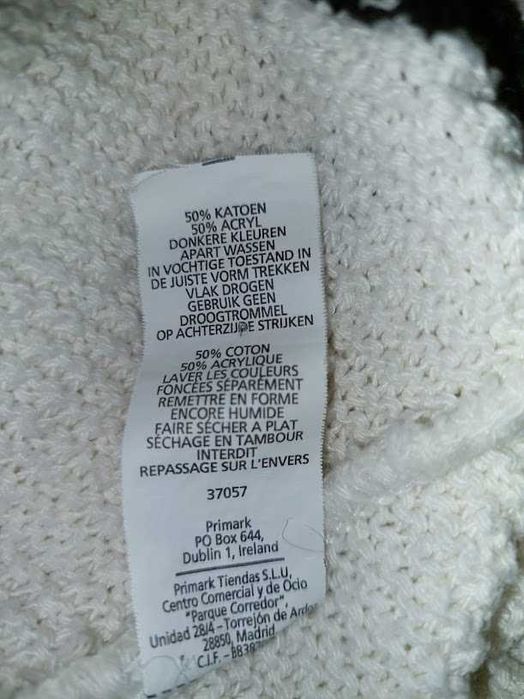 50% KATOEN
50% ACRYL
DONKERE KLEUREN
APART WASSEN
IN VOCHTIGE TOESTAND IN
DE JUISTE VORM TREKKEN
VLAK DROGEN
GEBRUIK GEEN
DROOGTROMMEL
OP ACHTERZIJDE STRIJKEN
50% COTON
50% ACRYLIQUE
LAVER LES COULEURS
FONCÉES SÉPARÉMENT
REMETTRE EN FORME
ENCORE HUMIDE
FAIRE SÉCHER A PLAT
SÉCHAGE EN TAMBOUR
INTERDIT
REPASSAGE SUR L'ENVERS
37057
Primark
PO Box 644,
Dublin 1, Ireland
Primark Tiendas S.L.U,
Centro Comercial y de Ocio
"Parque Corredor",
Unidad 28/4 - Torrejón de
28850, Madrid
C.I.F. -